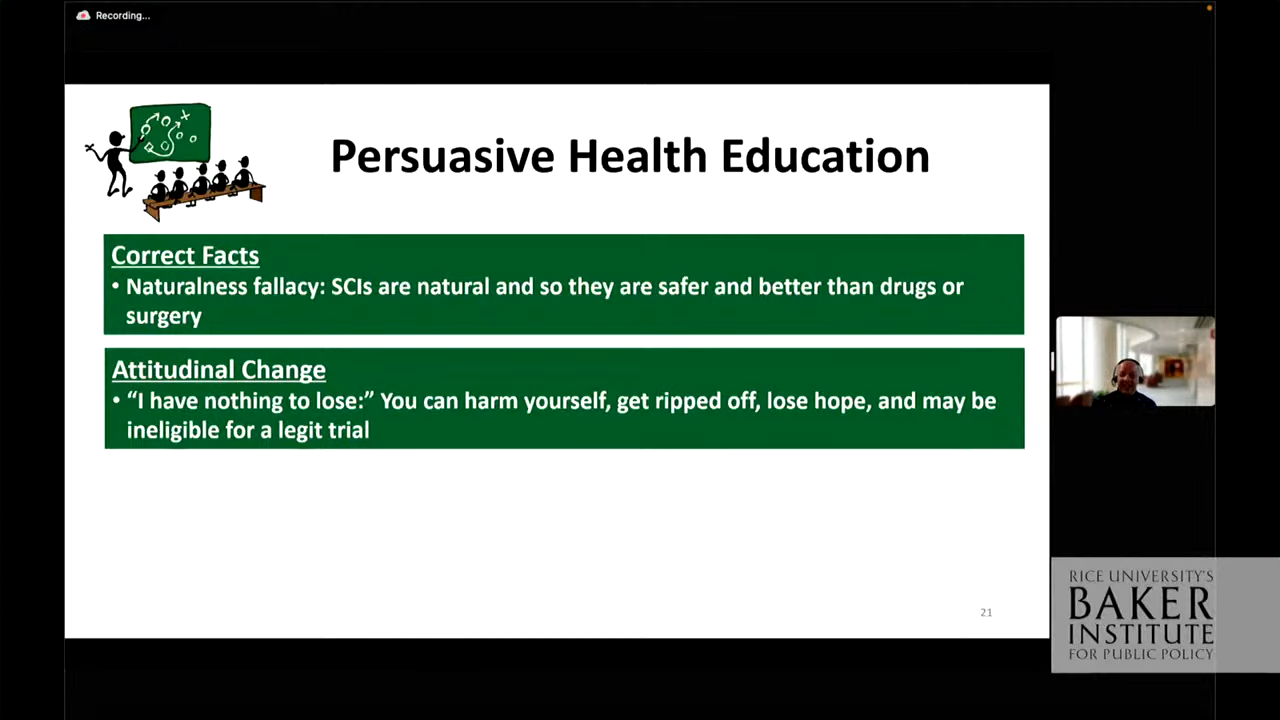 Recording...
Persuasive Health Education
Correct Facts
• Naturalness fallacy: SCIs are natural and so they are safer and better than drugs or
surgery
Attitudinal Change
• “I have nothing to lose:” You can harm yourself, get ripped off, lose hope, and may be
ineligible for a legit trial
21
RICE UNIVERSITY'S
BAKER
INSTITUTE
FOR PUBLIC POLICY